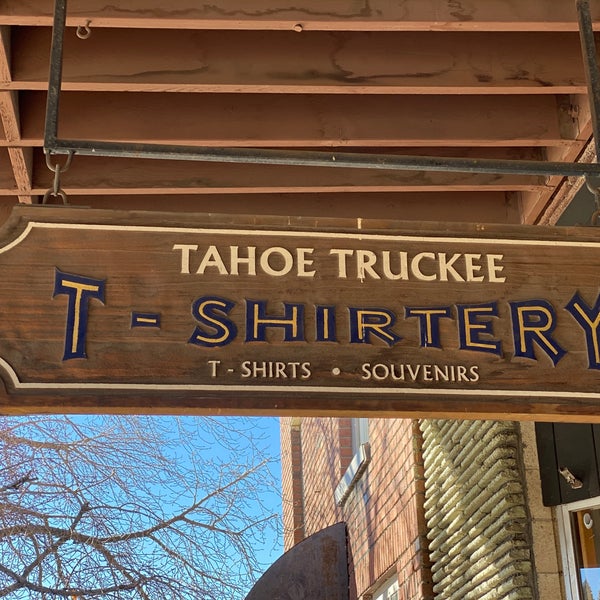 TAHOE TRUCKEE
T - SHIRTERY
T - SHIRTS • SOUVENIRS